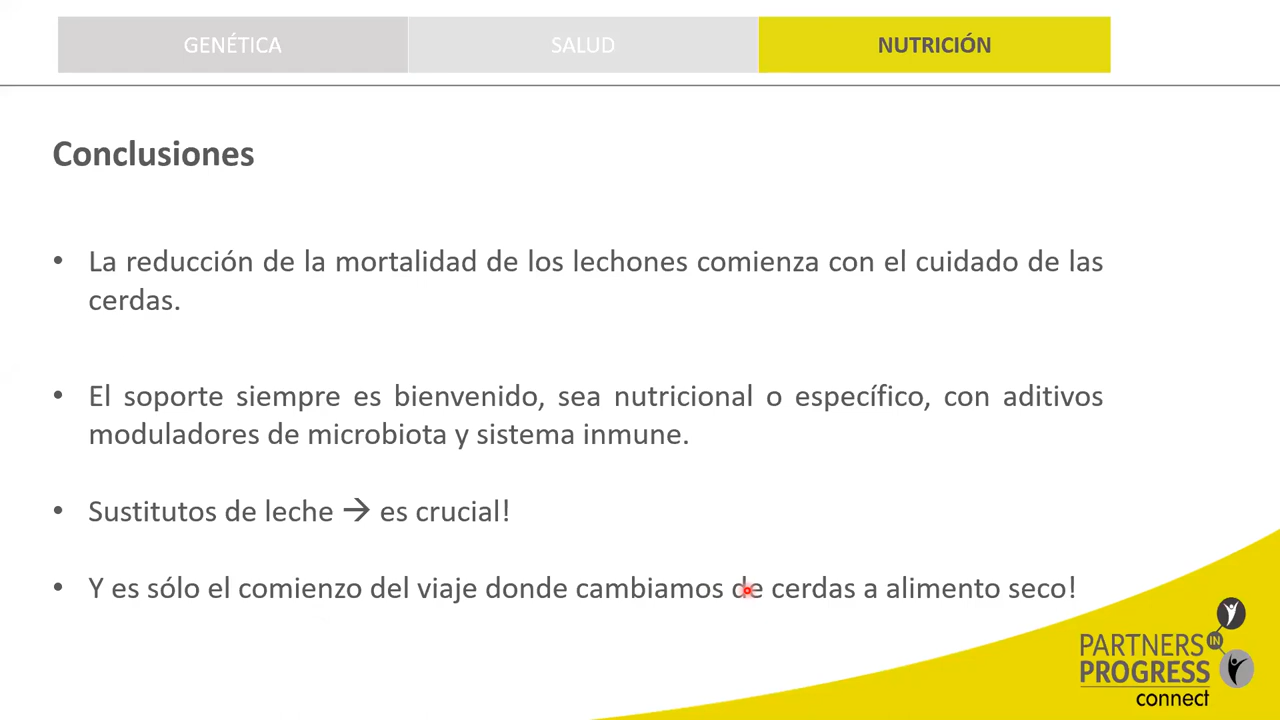 GENÉTICA
SALUD
NUTRICIÓN
Conclusiones
• La reducción de la mortalidad de los lechones comienza con el cuidado de las
cerdas.
• El soporte siempre es bienvenido, sea nutricional o específico, con aditivos
moduladores de microbiota y sistema inmune.
• Sustitutos de leche → es crucial!
• Y es sólo el comienzo del viaje donde cambiamos de cerdas a alimento seco!
PARTNERS IN
PROGRESS
connect